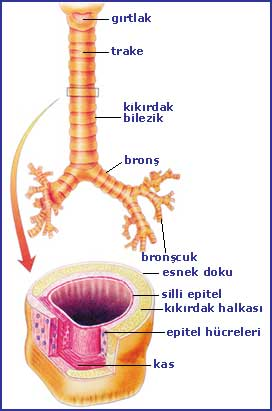 gırtlak
trake
kıkırdak
bilezik
bronş
bronşcuk
esnek doku
silli epitel
kıkırdak halkası
epitel hücreleri
kas